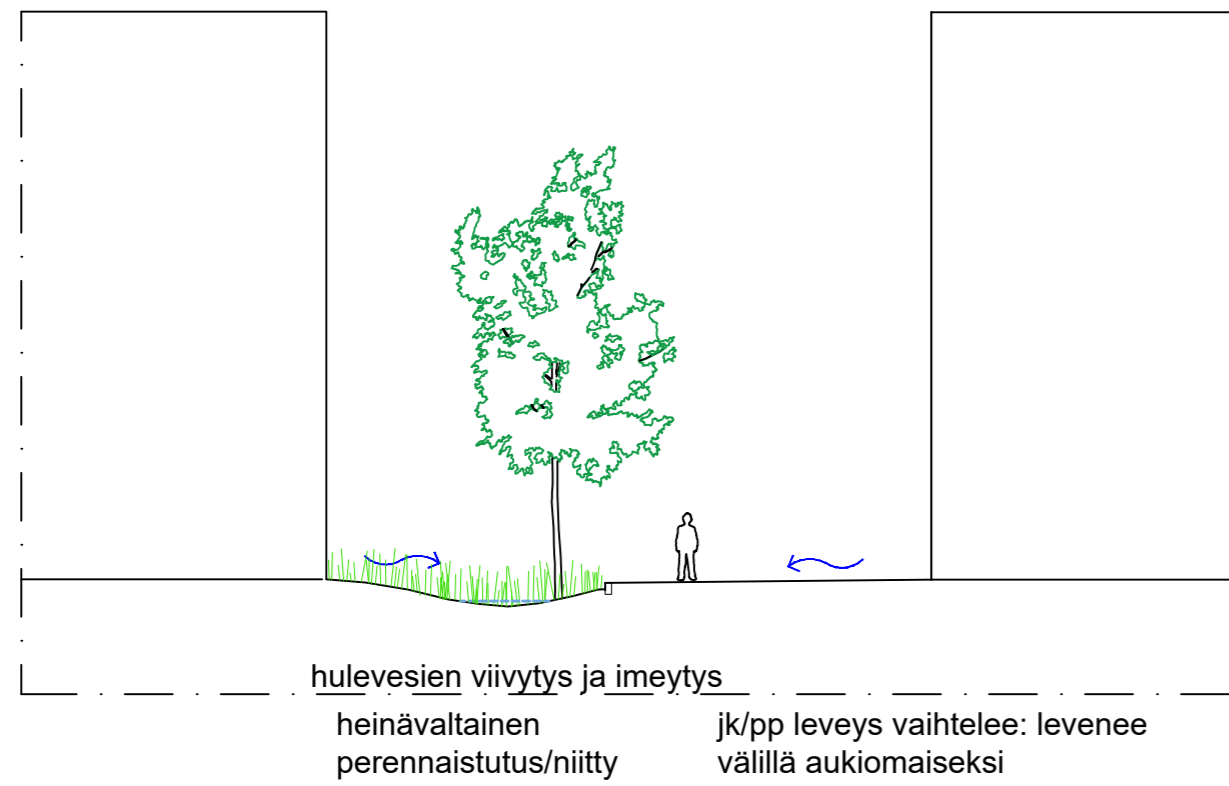 hulevesien viivytys ja imeytys
heinävaltainen
perennaistutus/niitty
jk/pp leveys vaihtelee: levenee
välillä aukiomaiseksi